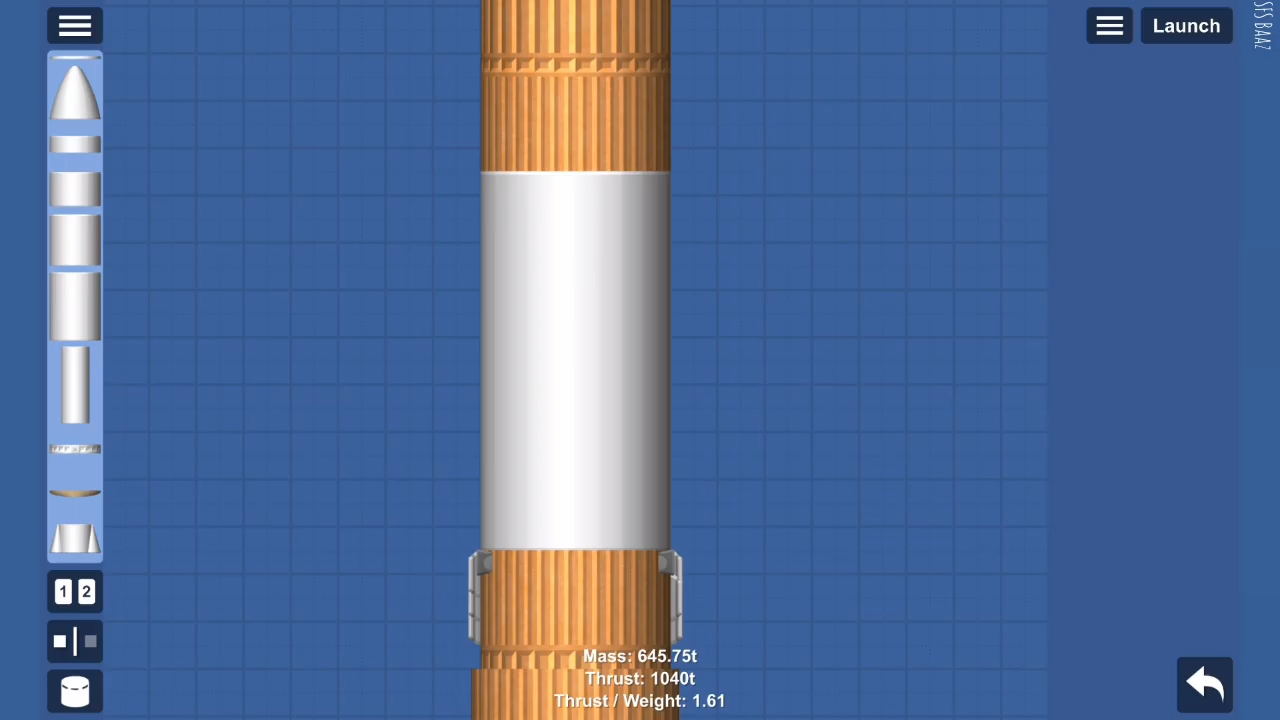 Launch
SFS BAAZ
1 2
Mass: 645.75t
Thrust: 1040t
Thrust / Weight: 1.61